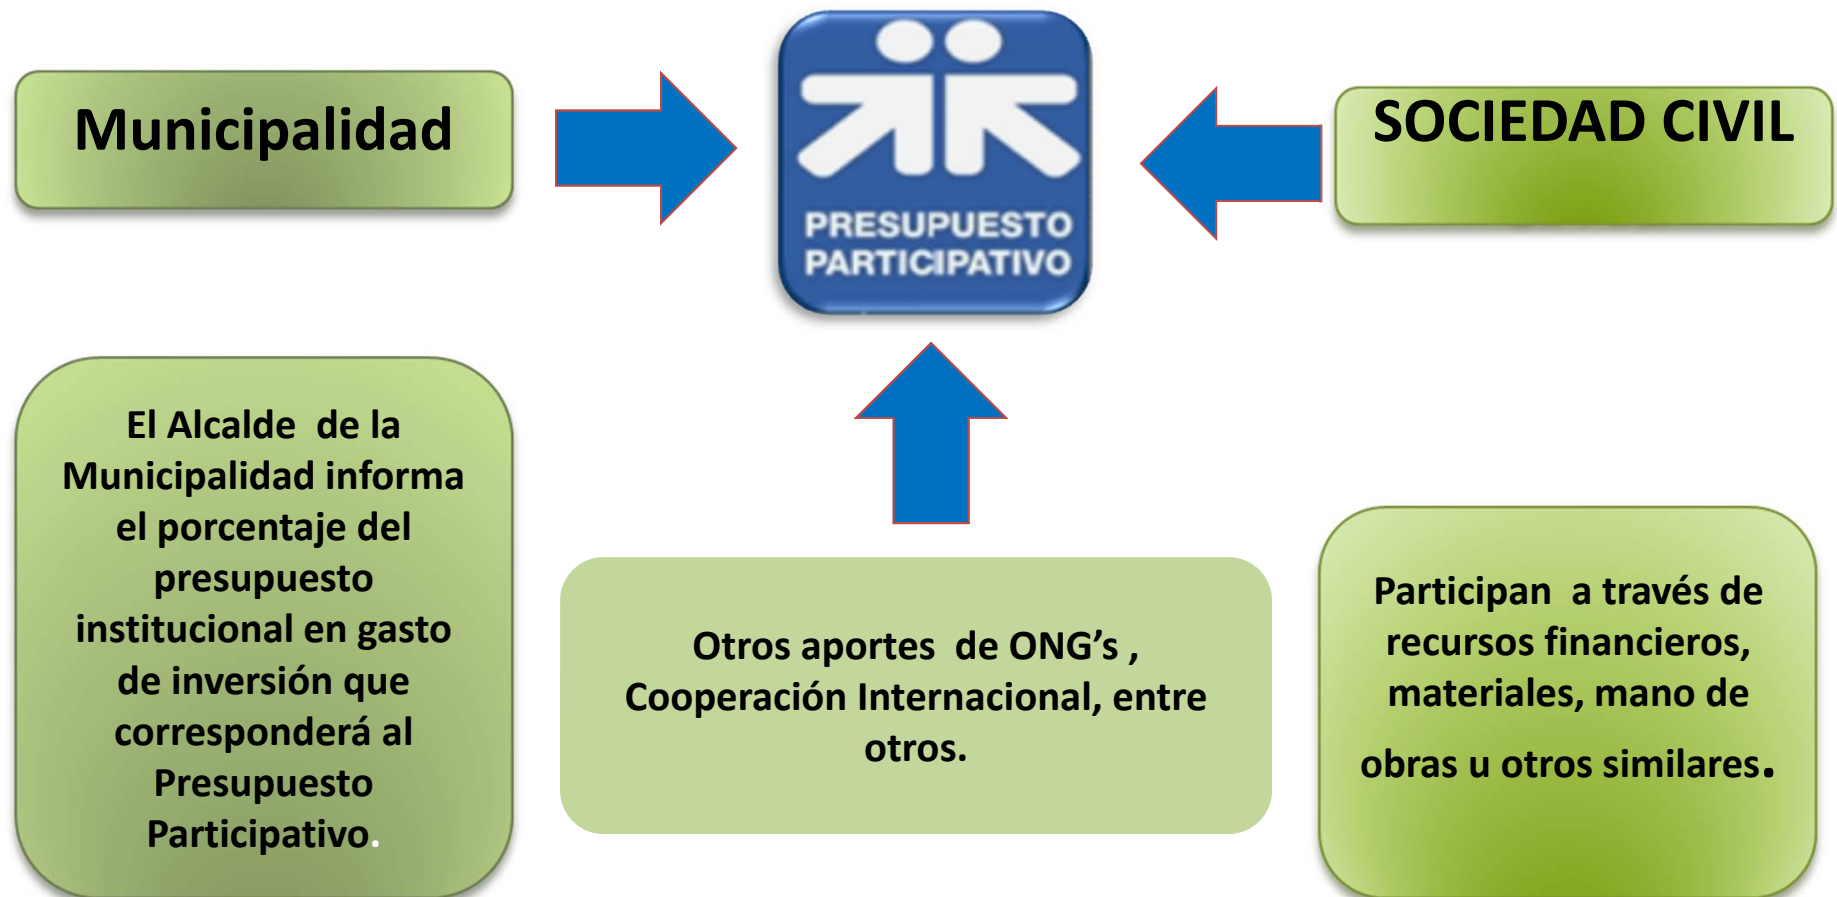 Municipalidad
PRESUPUESTO
PARTICIPATIVO
SOCIEDAD CIVIL
El Alcalde de la
Municipalidad informa
el porcentaje del
presupuesto
institucional en gasto
de inversión que
corresponderá al
Presupuesto
Participativo.
Otros aportes de ONG’s ,
Cooperación Internacional, entre
otros.
Participan a través de
recursos financieros,
materiales, mano de
obras u otros similares.